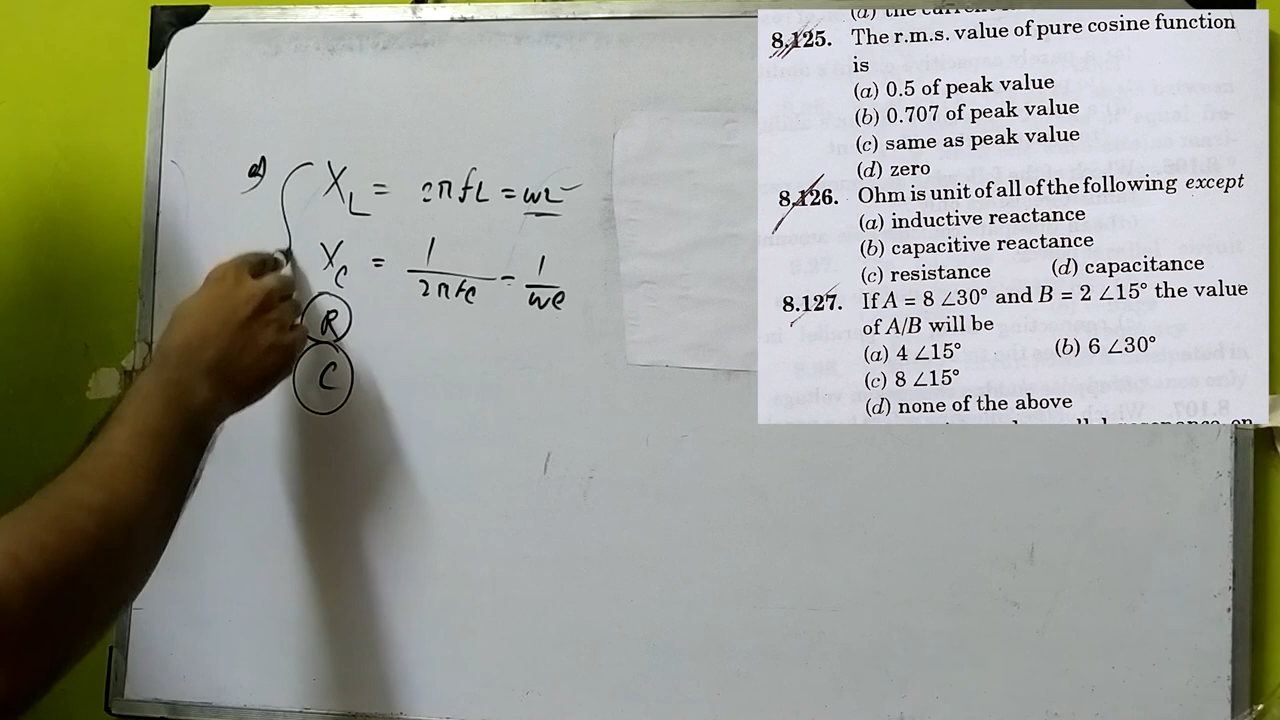 a)
X_L = 2πfL = ωL
X_C = 1/2πfC = 1/ωC
R
C
8.125. The r.m.s. value of pure cosine function
is
(a) 0.5 of peak value
(b) 0.707 of peak value
(c) same as peak value
(d) zero
8.126. Ohm is unit of all of the following except
(a) inductive reactance
(b) capacitive reactance
(c) resistance (d) capacitance
8.127. If A = 8 ∠30° and B = 2 ∠15° the value
of A/B will be
(a) 4 ∠15° (b) 6 ∠30°
(c) 8 ∠15°
(d) none of the above